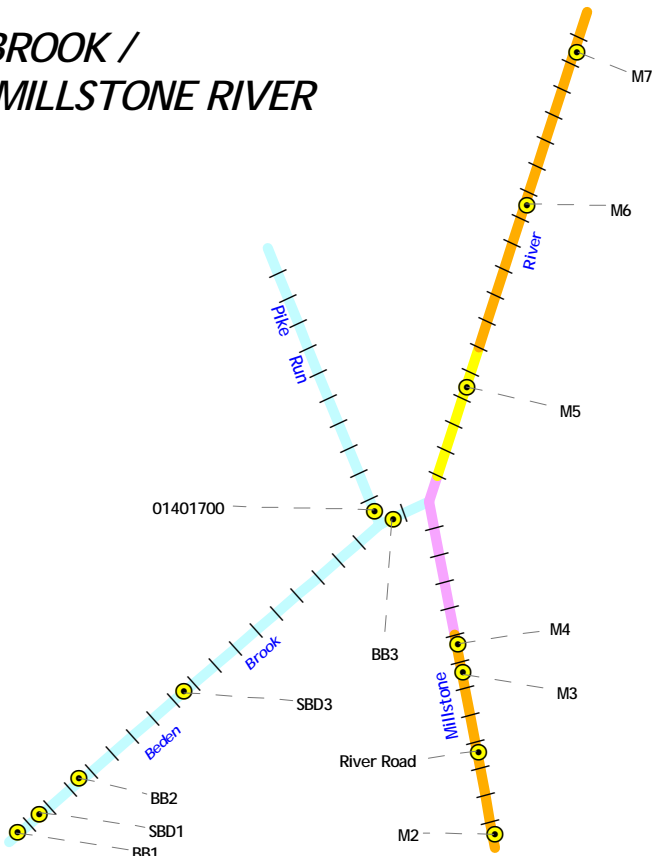 BROOK /
MILLSTONE RIVER
M7
M6
River
Pike Run
M5
01401700
BB3
M4
Brook
M3
SBD3
Millstone
Beden
River Road
BB2
SBD1
M2
BB1